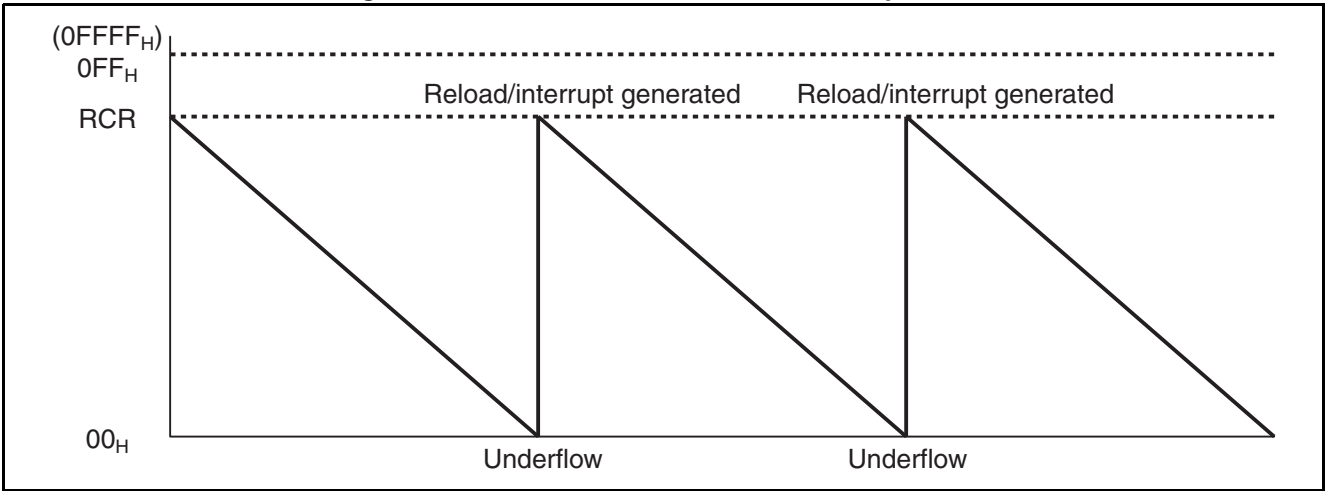 (0FFFFH)
0FFH
Reload/interrupt generated Reload/interrupt generated
RCR
00H
Underflow Underflow